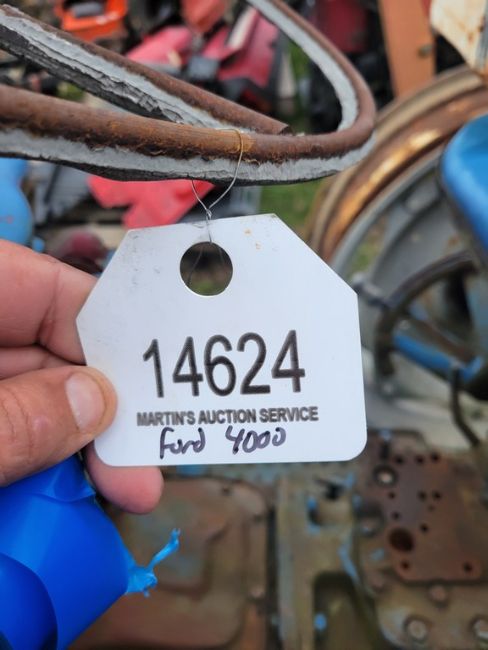 14624
MARTIN'S AUCTION SERVICE
Ford 4000